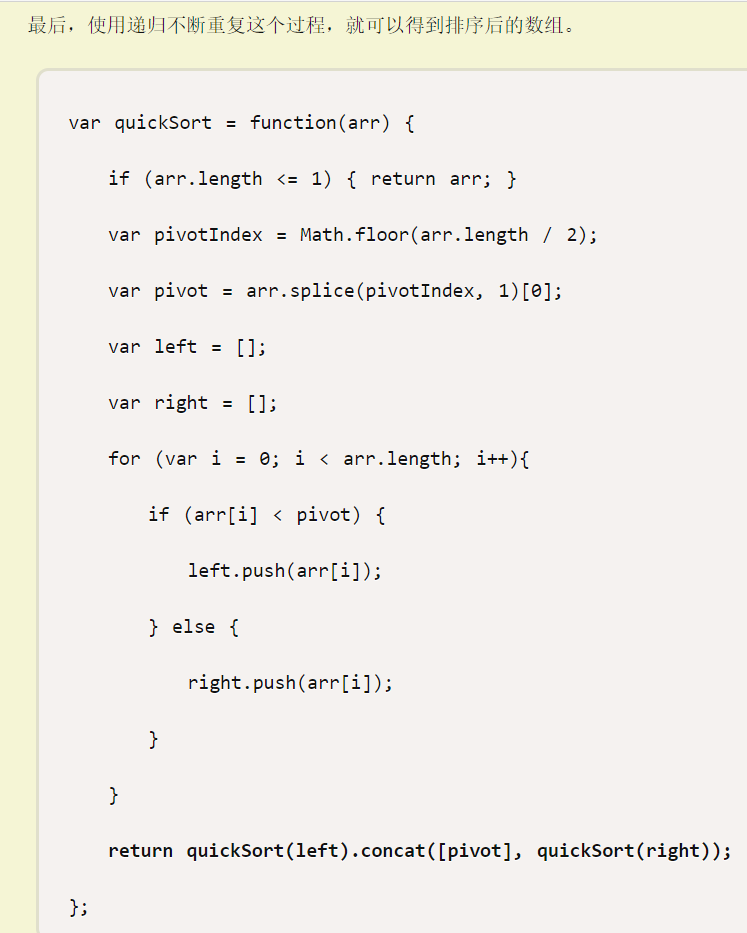 最后，使用递归不断重复这个过程，就可以得到排序后的数组。
var quickSort = function(arr) {
if (arr.length <= 1) { return arr; }
var pivotIndex = Math.floor(arr.length / 2);
var pivot = arr.splice(pivotIndex, 1)[0];
var left = [];
var right = [];
for (var i = 0; i < arr.length; i++){
if (arr[i] < pivot) {
left.push(arr[i]);
} else {
right.push(arr[i]);
}
}
return quickSort(left).concat([pivot], quickSort(right));
};